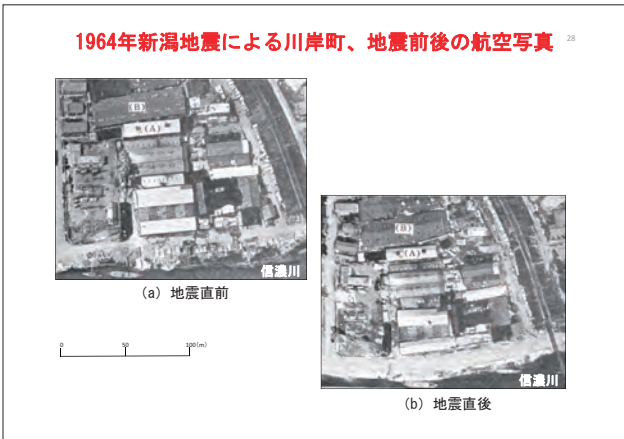 1964年新潟地震による川岸町、地震前後の航空写真
28
(B)
(A)
信濃川
(a) 地震直前
(B)
(A)
信濃川
(b) 地震直後
0 50 100(m)